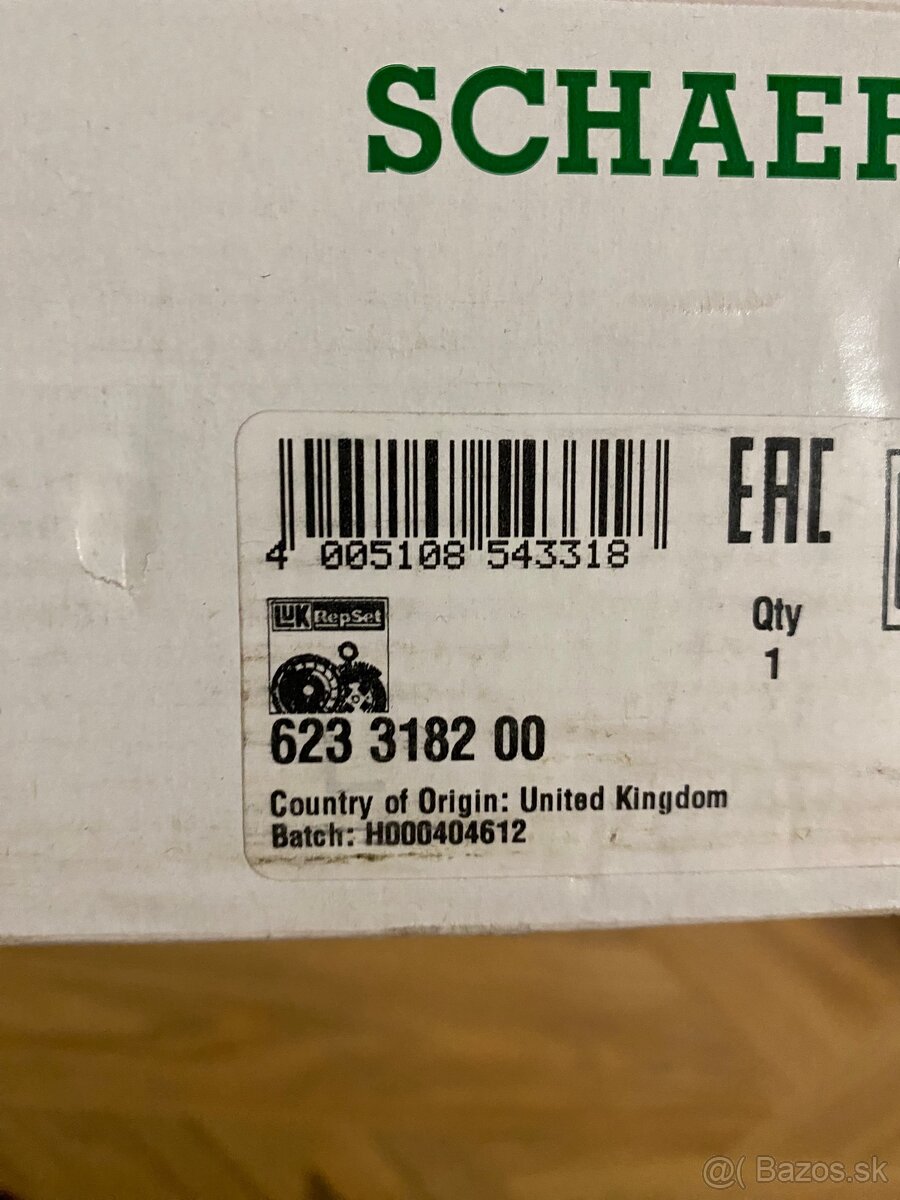 SCHAEF
EAC
4 005108 543318
LUK RepSet
Qty
1
623 3182 00
Country of Origin: United Kingdom
Batch: H000404612
@( Bazos.sk